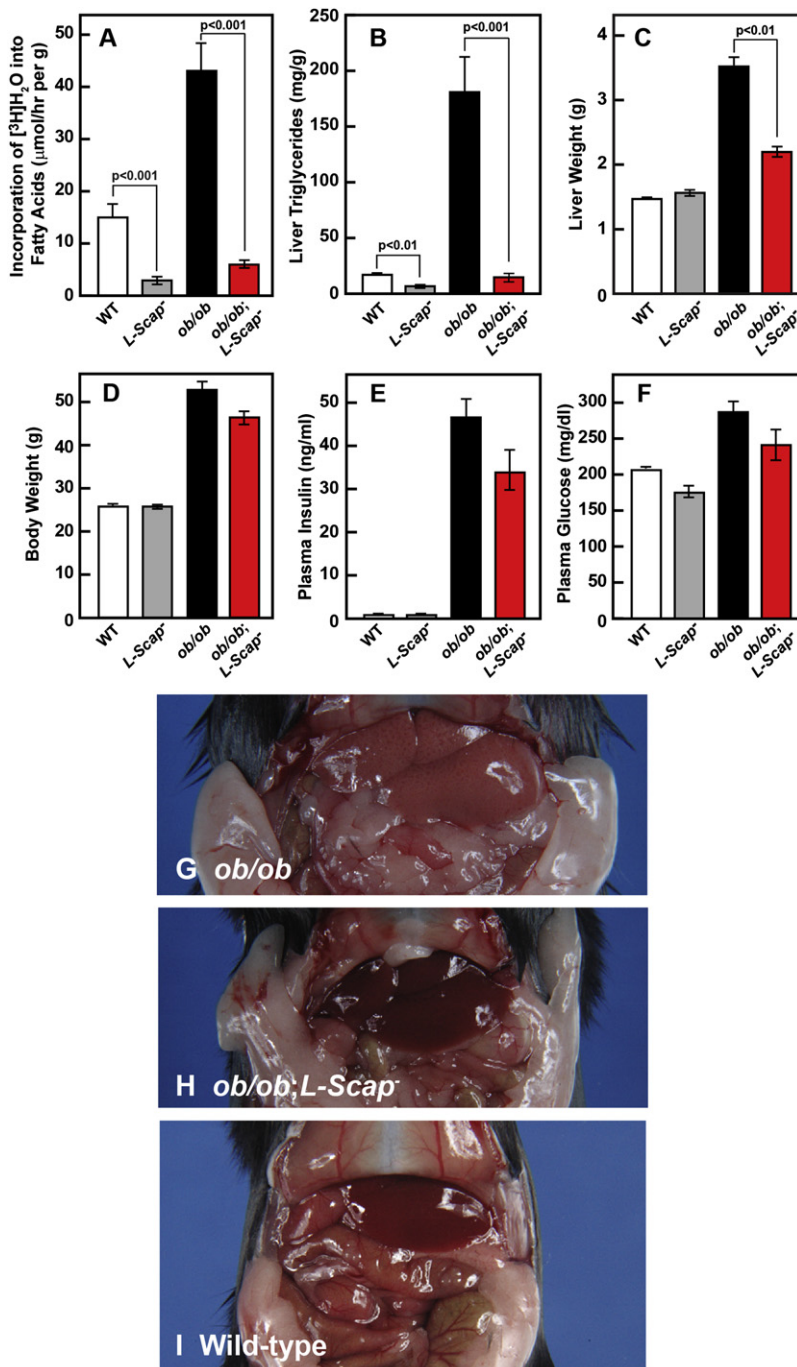 A
Incorporation of [³H]H₂O into
Fatty Acids (μmol/hr per g)
50
40
30
20
10
0
p<0.001
p<0.001
WT
L-Scap⁻
ob/ob
ob/ob;
L-Scap⁻
B
Liver Triglycerides (mg/g)
250
200
150
100
50
0
p<0.001
p<0.01
WT
L-Scap⁻
ob/ob
ob/ob;
L-Scap⁻
C
Liver Weight (g)
4
3
2
1
0
p<0.01
WT
L-Scap⁻
ob/ob
ob/ob;
L-Scap⁻
D
Body Weight (g)
50
40
30
20
10
0
WT
L-Scap⁻
ob/ob
ob/ob;
L-Scap⁻
E
Plasma Insulin (ng/ml)
50
40
30
20
10
0
WT
L-Scap⁻
ob/ob
ob/ob;
L-Scap⁻
F
Plasma Glucose (mg/dl)
300
250
200
150
100
50
0
WT
L-Scap⁻
ob/ob
ob/ob;
L-Scap⁻
G ob/ob
H ob/ob;L-Scap⁻
I Wild-type